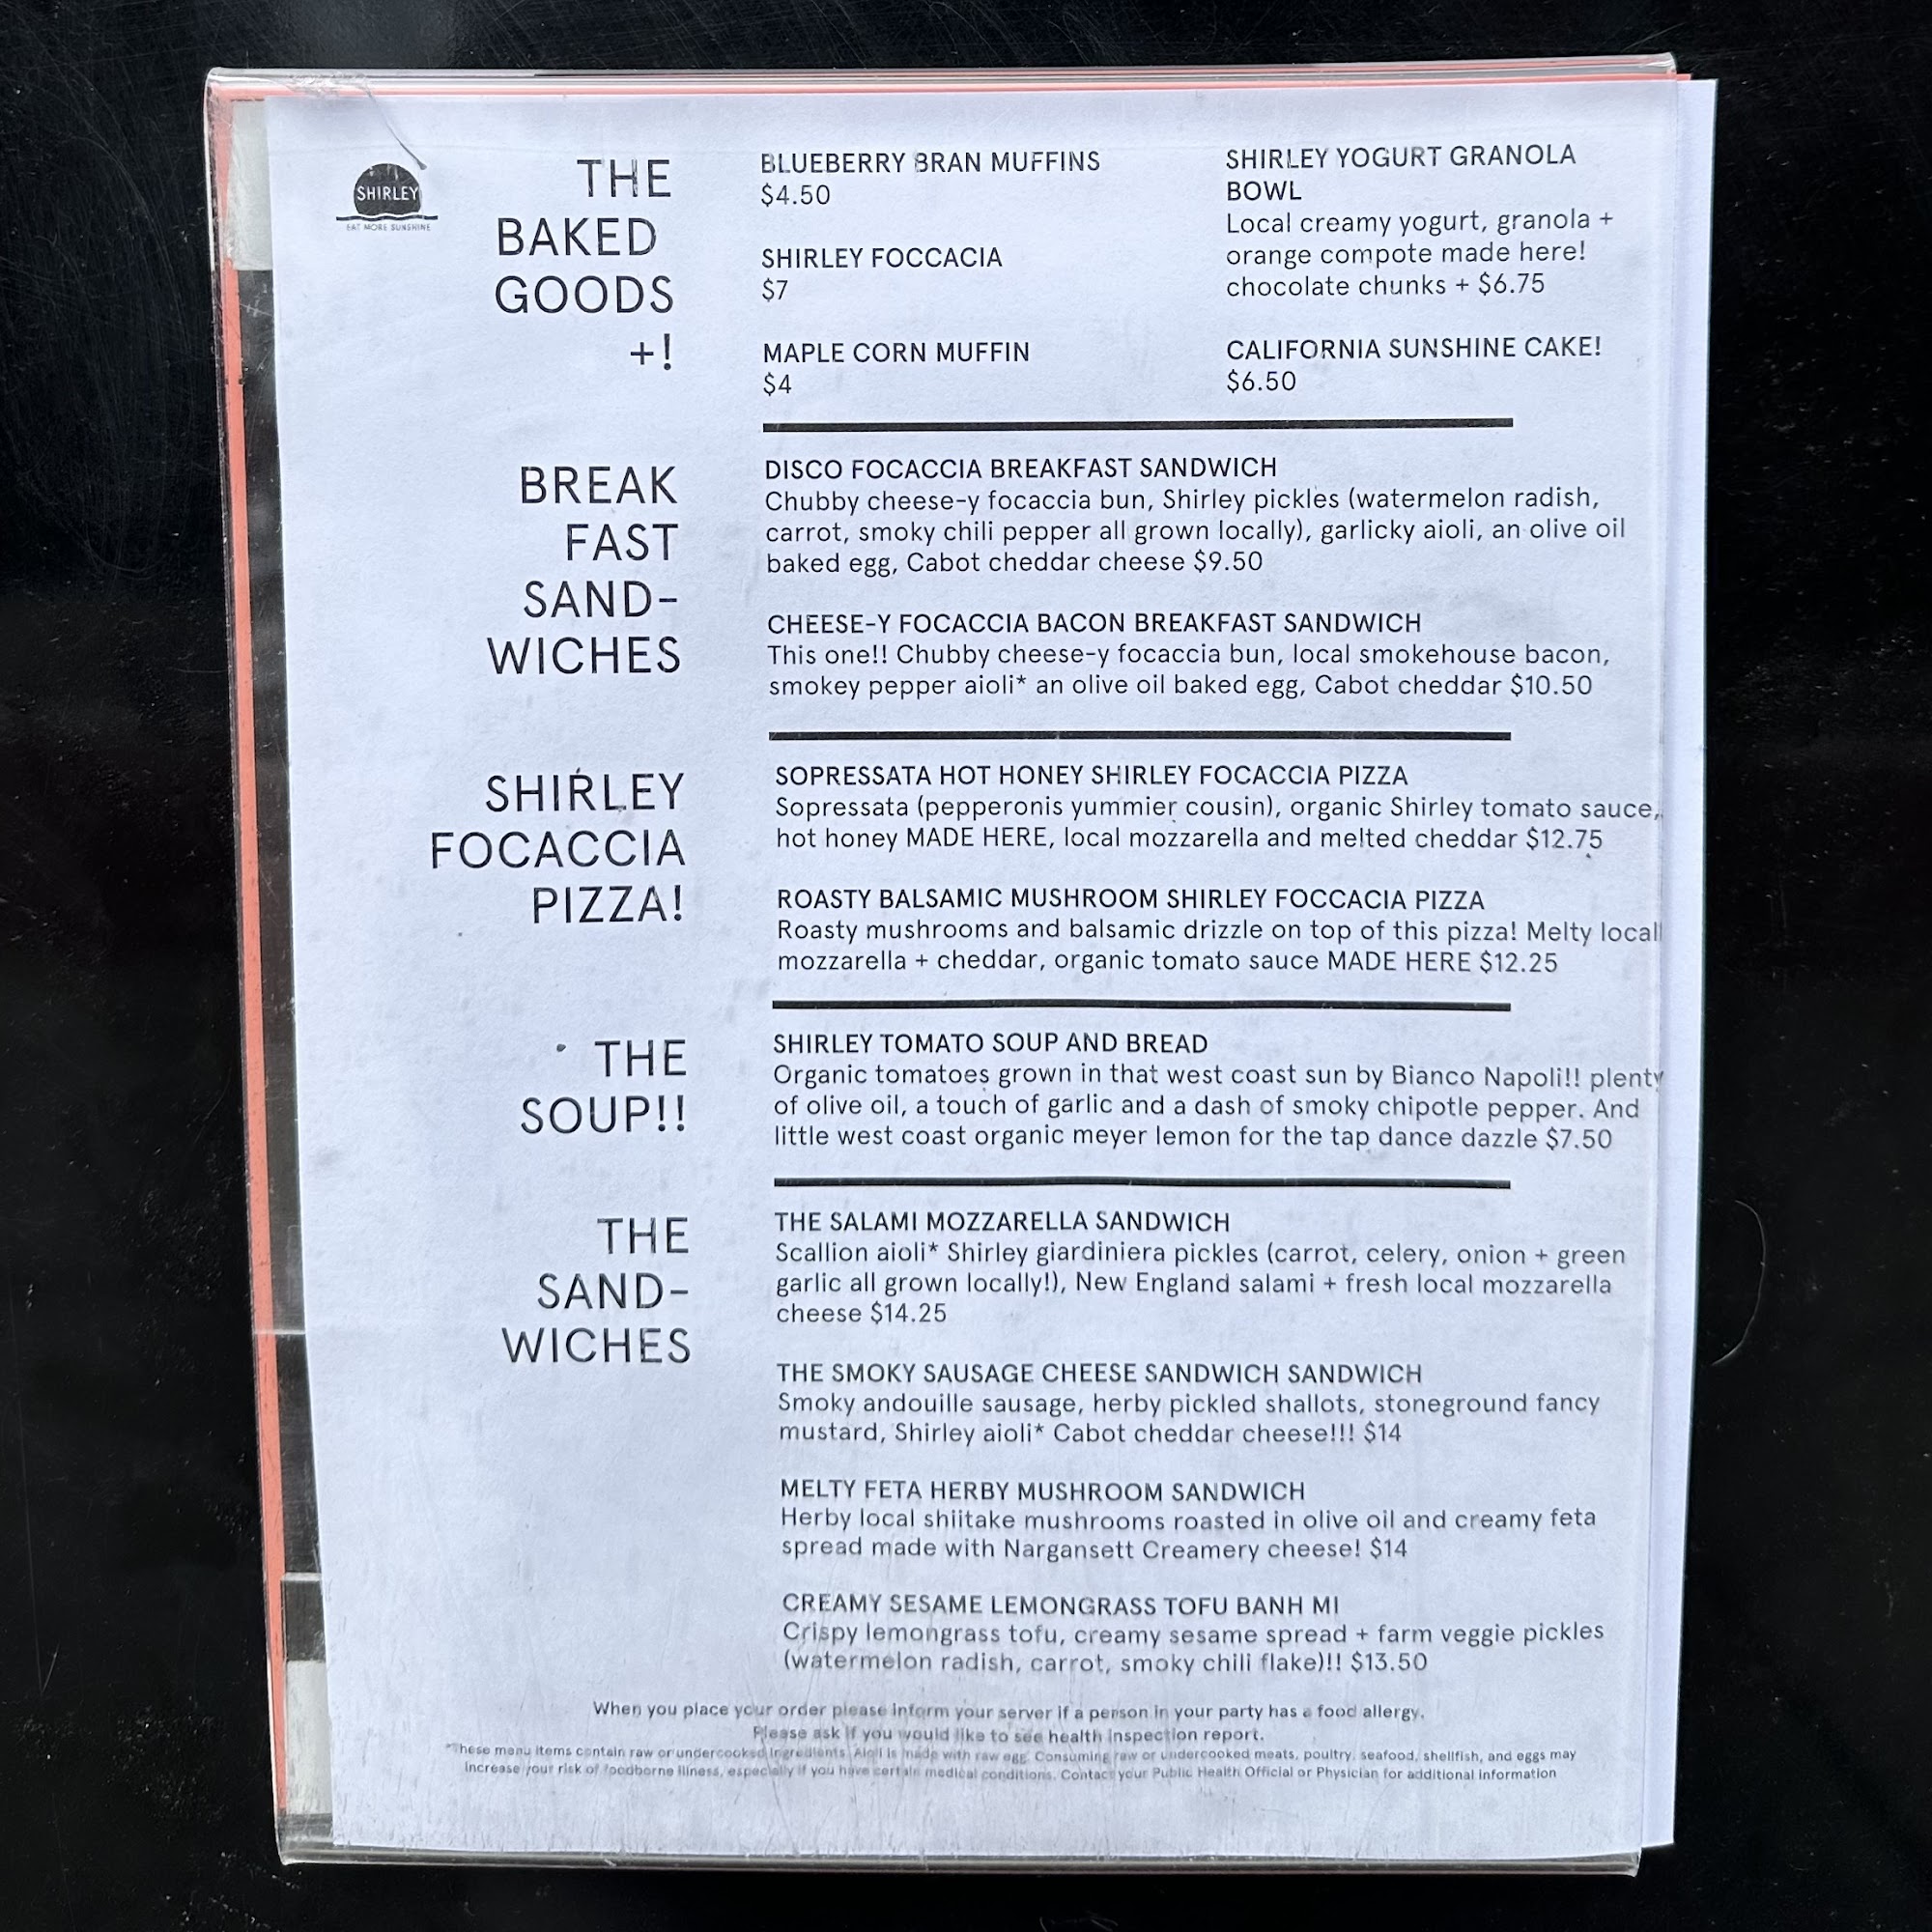 SHIRLEY
EAT MORE SUNSHINE
THE
BAKED
GOODS
+!
BLUEBERRY BRAN MUFFINS
$4.50
SHIRLEY FOCCACIA
$7
MAPLE CORN MUFFIN
$4
SHIRLEY YOGURT GRANOLA
BOWL
Local creamy yogurt, granola +
orange compote made here!
chocolate chunks + $6.75
CALIFORNIA SUNSHINE CAKE!
$6.50
BREAK
FAST
SAND-
WICHES
DISCO FOCACCIA BREAKFAST SANDWICH
Chubby cheese-y focaccia bun, Shirley pickles (watermelon radish,
carrot, smoky chili pepper all grown locally), garlicky aioli, an olive oil
baked egg, Cabot cheddar cheese $9.50
CHEESE-Y FOCACCIA BACON BREAKFAST SANDWICH
This one!! Chubby cheese-y focaccia bun, local smokehouse bacon,
smokey pepper aioli* an olive oil baked egg, Cabot cheddar $10.50
SHIRLEY
FOCACCIA
PIZZA!
SOPRESSATA HOT HONEY SHIRLEY FOCACCIA PIZZA
Sopressata (pepperonis yummier cousin), organic Shirley tomato sauce,
hot honey MADE HERE, local mozzarella and melted cheddar $12.75
ROASTY BALSAMIC MUSHROOM SHIRLEY FOCCACIA PIZZA
Roasty mushrooms and balsamic drizzle on top of this pizza! Melty local
mozzarella + cheddar, organic tomato sauce MADE HERE $12.25
THE
SOUP!!
SHIRLEY TOMATO SOUP AND BREAD
Organic tomatoes grown in that west coast sun by Bianco Napoli!! plenty
of olive oil, a touch of garlic and a dash of smoky chipotle pepper. And
little west coast organic meyer lemon for the tap dance dazzle $7.50
THE
SAND-
WICHES
THE SALAMI MOZZARELLA SANDWICH
Scallion aioli* Shirley giardiniera pickles (carrot, celery, onion + green
garlic all grown locally!), New England salami + fresh local mozzarella
cheese $14.25
THE SMOKY SAUSAGE CHEESE SANDWICH SANDWICH
Smoky andouille sausage, herby pickled shallots, stoneground fancy
mustard, Shirley aioli* Cabot cheddar cheese!!! $14
MELTY FETA HERBY MUSHROOM SANDWICH
Herby local shiitake mushrooms roasted in olive oil and creamy feta
spread made with Nargansett Creamery cheese! $14
CREAMY SESAME LEMONGRASS TOFU BANH MI
Crispy lemongrass tofu, creamy sesame spread + farm veggie pickles
(watermelon radish, carrot, smoky chili flake)!! $13.50
When you place your order please inform your server if a person in your party has a food allergy.
Please ask if you would like to see health inspection report.
*These menu items contain raw or undercooked ingredients. Aioli is made with raw egg. Consuming raw or undercooked meats, poultry, seafood, shellfish, and eggs may
increase your risk of foodborne illness, especially if you have certain medical conditions. Contact your Public Health Official or Physician for additional information